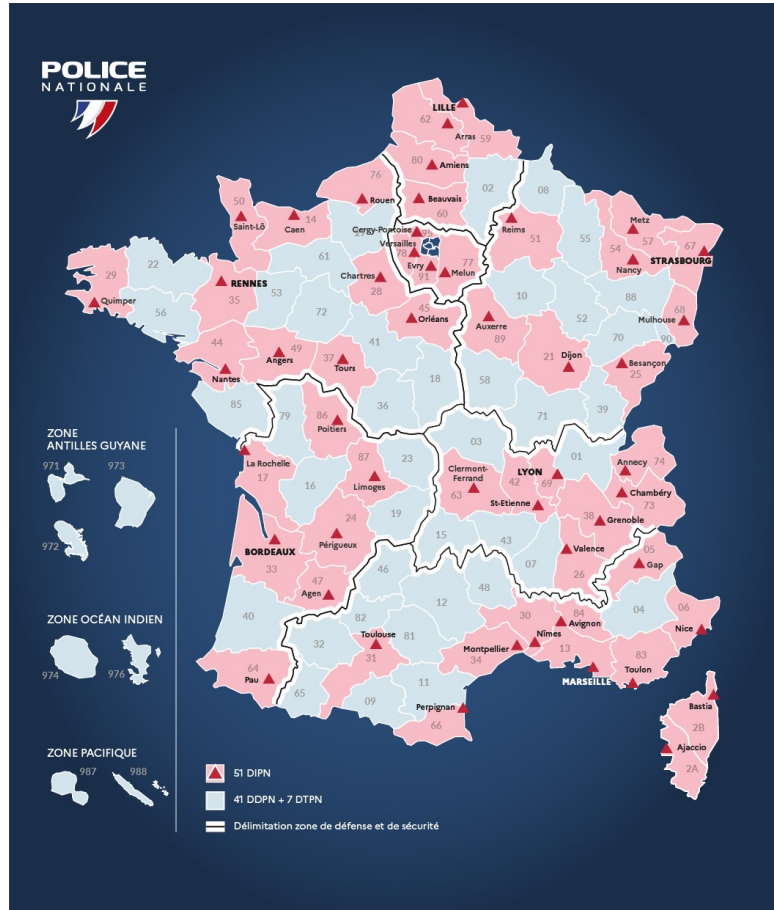 POLICE
NATIONALE
LILLE
62
Arras
59
80
Amiens
76
02
08
Rouen
Beauvais
60
50
Saint-Lô
14
Caen
27
Cergy-Pontoise
95
Reims
51
55
Metz
57
67
Versailles
78
77
54
STRASBOURG
Evry
91
Melun
Nancy
22
29
Quimper
61
Chartres
28
RENNES
35
53
56
72
45
Orléans
10
88
68
Mulhouse
52
Auxerre
89
70
90
44
Angers
49
37
Tours
41
21
Dijon
Besançon
25
Nantes
18
58
36
85
79
86
Poitiers
71
39
ZONE
ANTILLES GUYANE
971
973
972
03
01
La Rochelle
17
87
Limoges
23
Clermont-
Ferrand
63
LYON
42
69
Annecy
74
16
St-Etienne
Chambéry
73
19
38
Grenoble
24
Périgueux
BORDEAUX
33
15
43
07
Valence
26
05
Gap
47
Agen
46
48
04
06
Nice
ZONE OCÉAN INDIEN
974
976
40
82
12
30
84
Avignon
32
Toulouse
31
81
Montpellier
34
Nîmes
13
83
Toulon
MARSEILLE
64
Pau
65
09
11
Perpignan
66
Bastia
2B
Ajaccio
2A
ZONE PACIFIQUE
987
988
51 DIPN
41 DDPN + 7 DTPN
Délimitation zone de défense et de sécurité